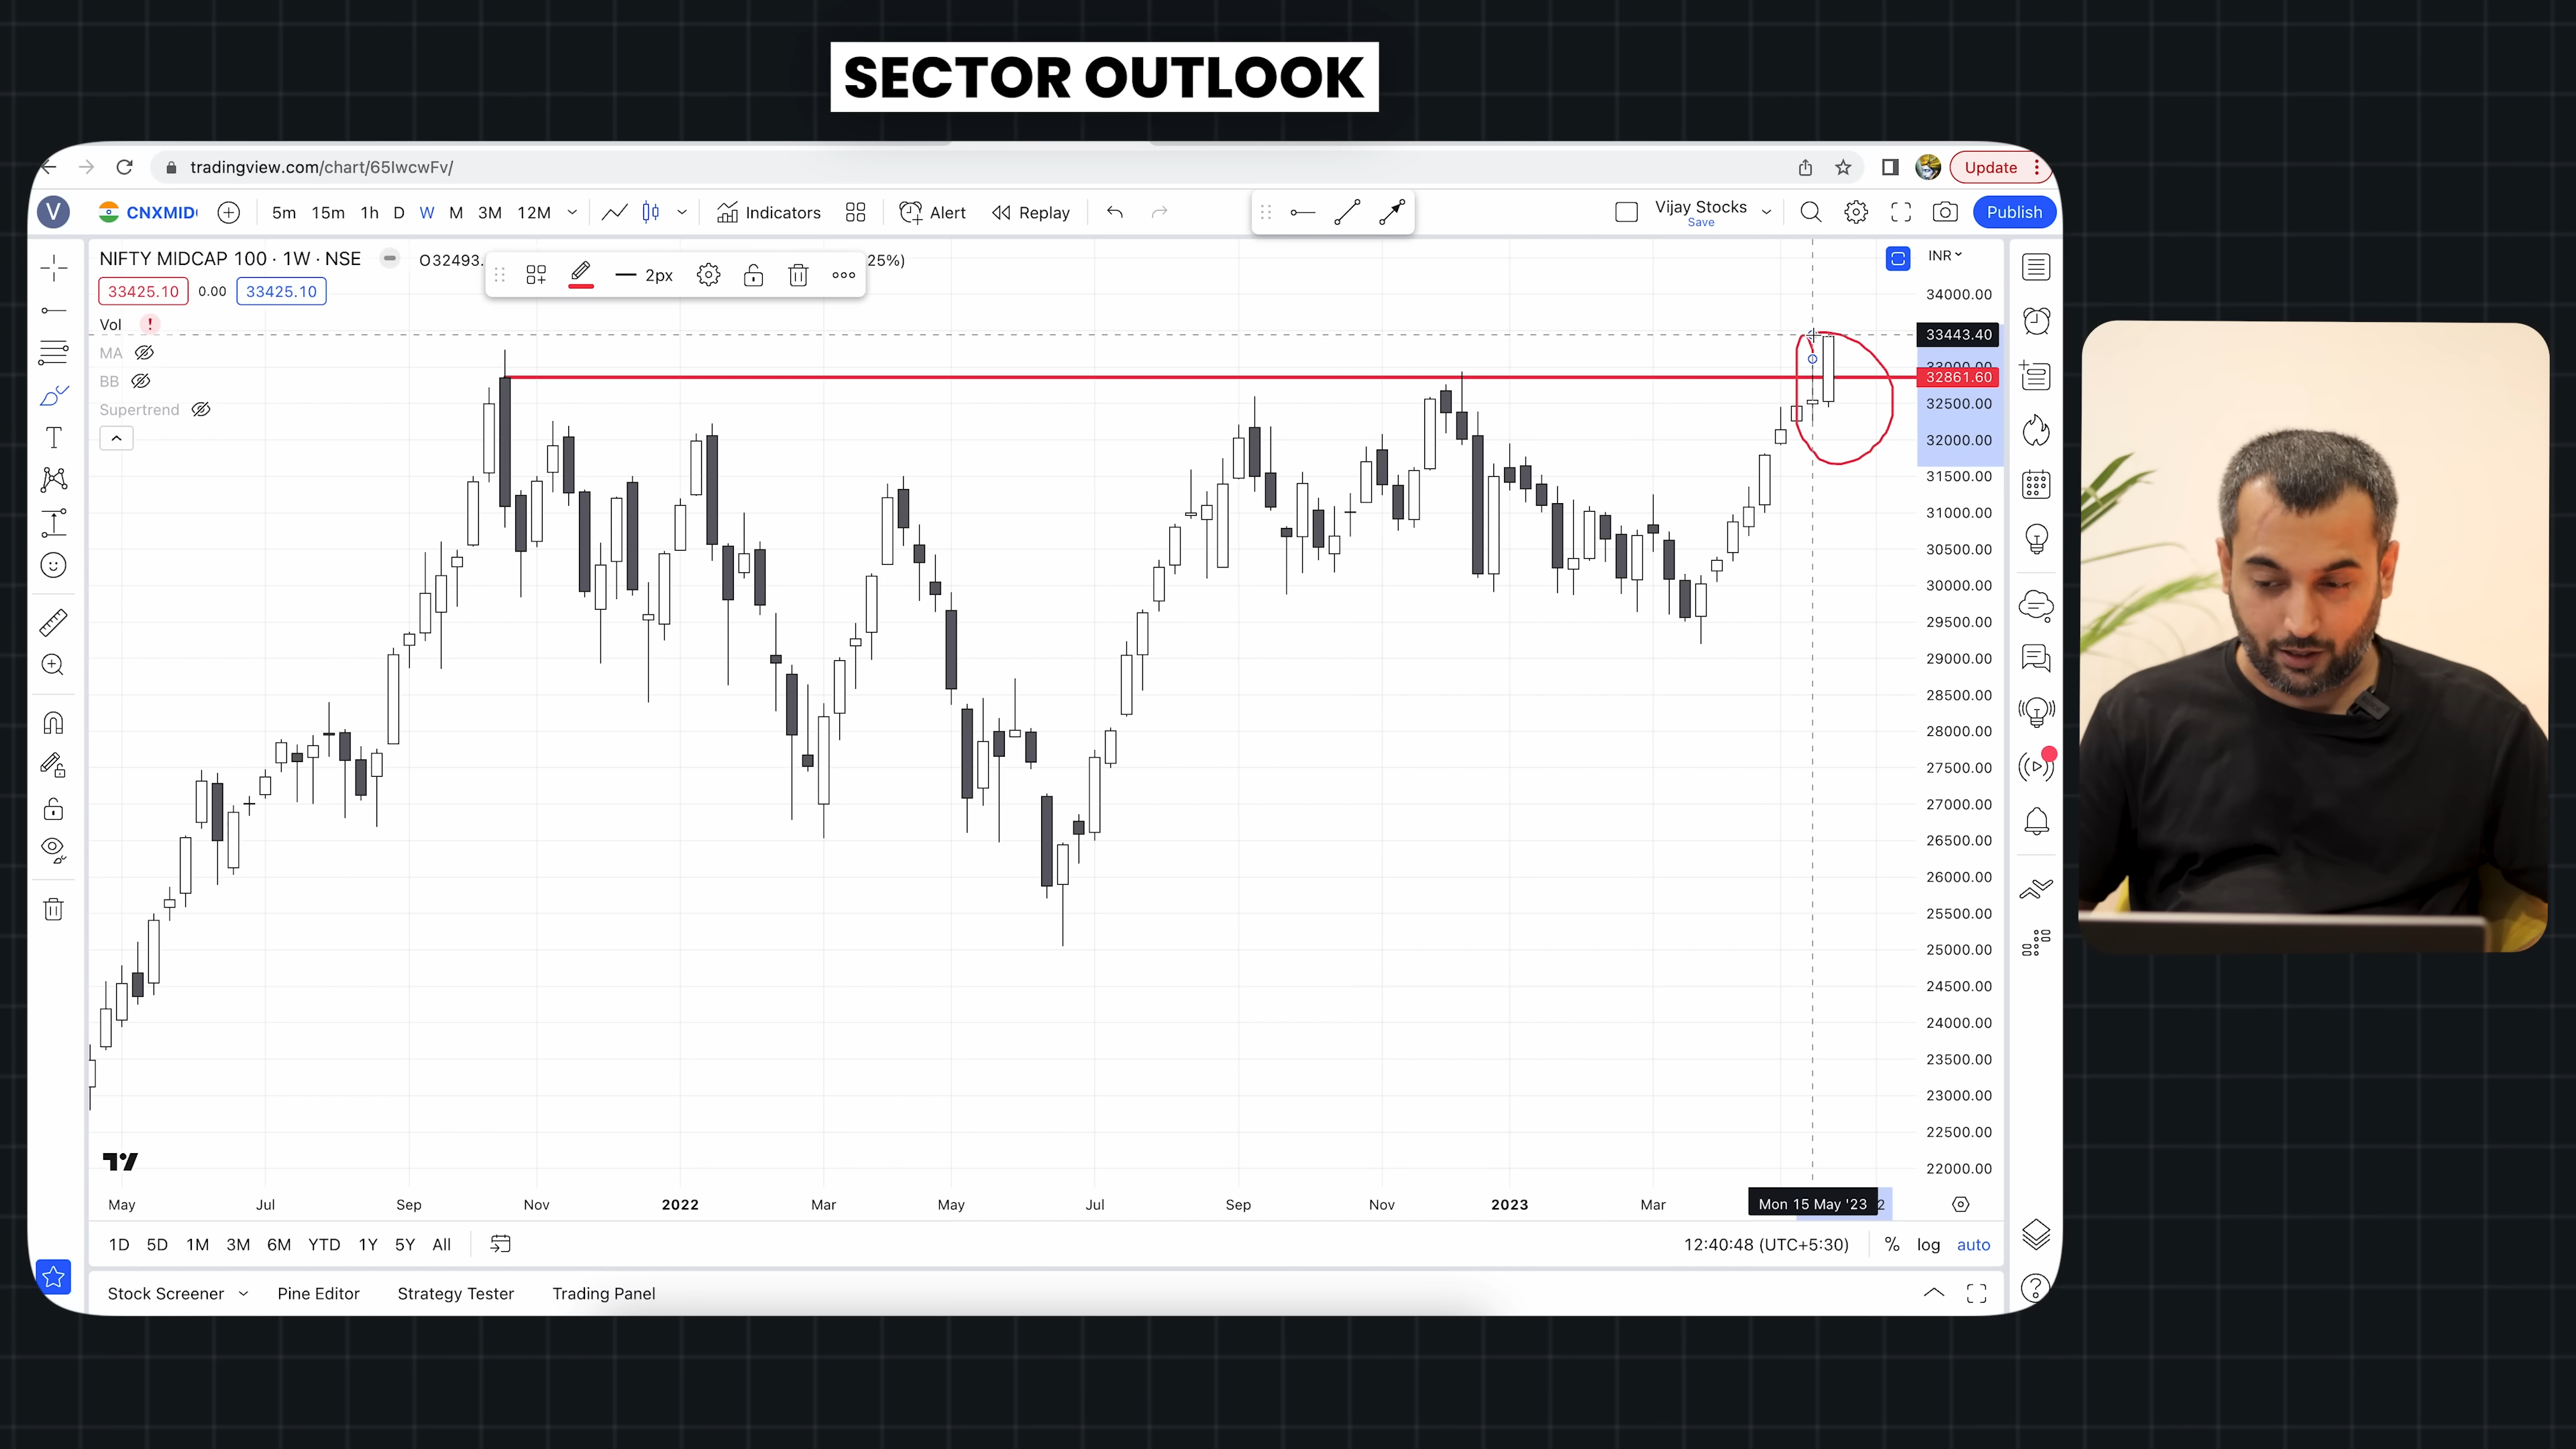 SECTOR OUTLOOK
tradingview.com/chart/65IwcwFv/
Update
V
CNXMID
5m 15m 1h D W M 3M 12M
Indicators
Alert
Replay
Vijay Stocks
Save
Publish
NIFTY MIDCAP 100 · 1W · NSE
O32493.
2px
25%)
INR
33425.10 0.00 33425.10
Vol !
MA
BB
Supertrend
34000.00
33443.40
32861.60
32500.00
32000.00
31500.00
31000.00
30500.00
30000.00
29500.00
29000.00
28500.00
28000.00
27500.00
27000.00
26500.00
26000.00
25500.00
25000.00
24500.00
24000.00
23500.00
23000.00
22500.00
22000.00
May Jul Sep Nov 2022 Mar May Jul Sep Nov 2023 Mar Mon 15 May '23 2
1D 5D 1M 3M 6M YTD 1Y 5Y All
12:40:48 (UTC+5:30) % log auto
Stock Screener Pine Editor Strategy Tester Trading Panel